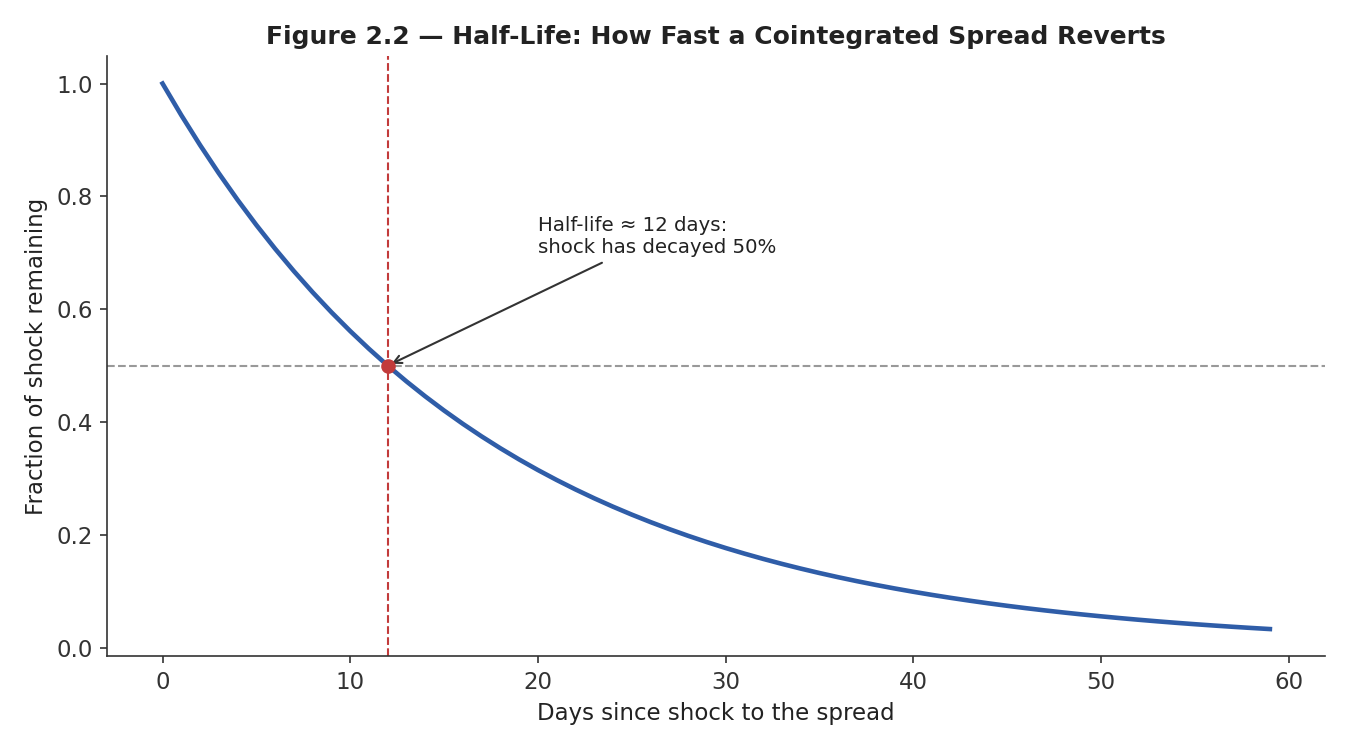 Figure 2.2 — Half-Life: How Fast a Cointegrated Spread Reverts
Fraction of shock remaining
1.0
0.8
0.6
0.4
0.2
0.0
Half-life ≈ 12 days:
shock has decayed 50%
0 10 20 30 40 50 60
Days since shock to the spread